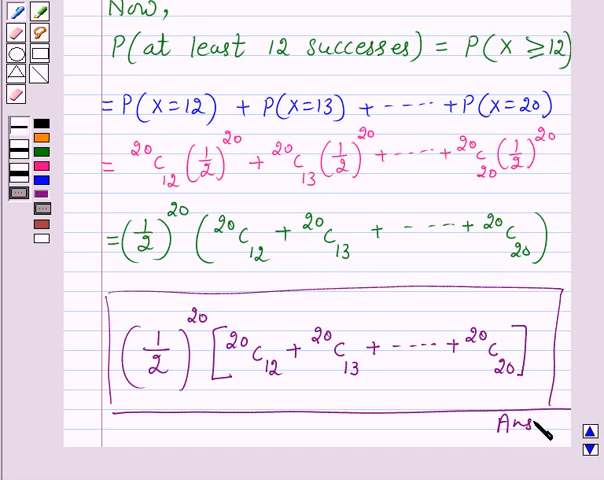 Now,
P(at least 12 successes) = P(X ≥ 12)
= P(X=12) + P(X=13) + ----- + P(X=20)
= ²⁰C₁₂ (1/2)²⁰ + ²⁰C₁₃ (1/2)²⁰ + ----- + ²⁰C₂₀ (1/2)²⁰
= (1/2)²⁰ (²⁰C₁₂ + ²⁰C₁₃ + ----- + ²⁰C₂₀)
(1/2)²⁰ [²⁰C₁₂ + ²⁰C₁₃ + ----- + ²⁰C₂₀]
Ans